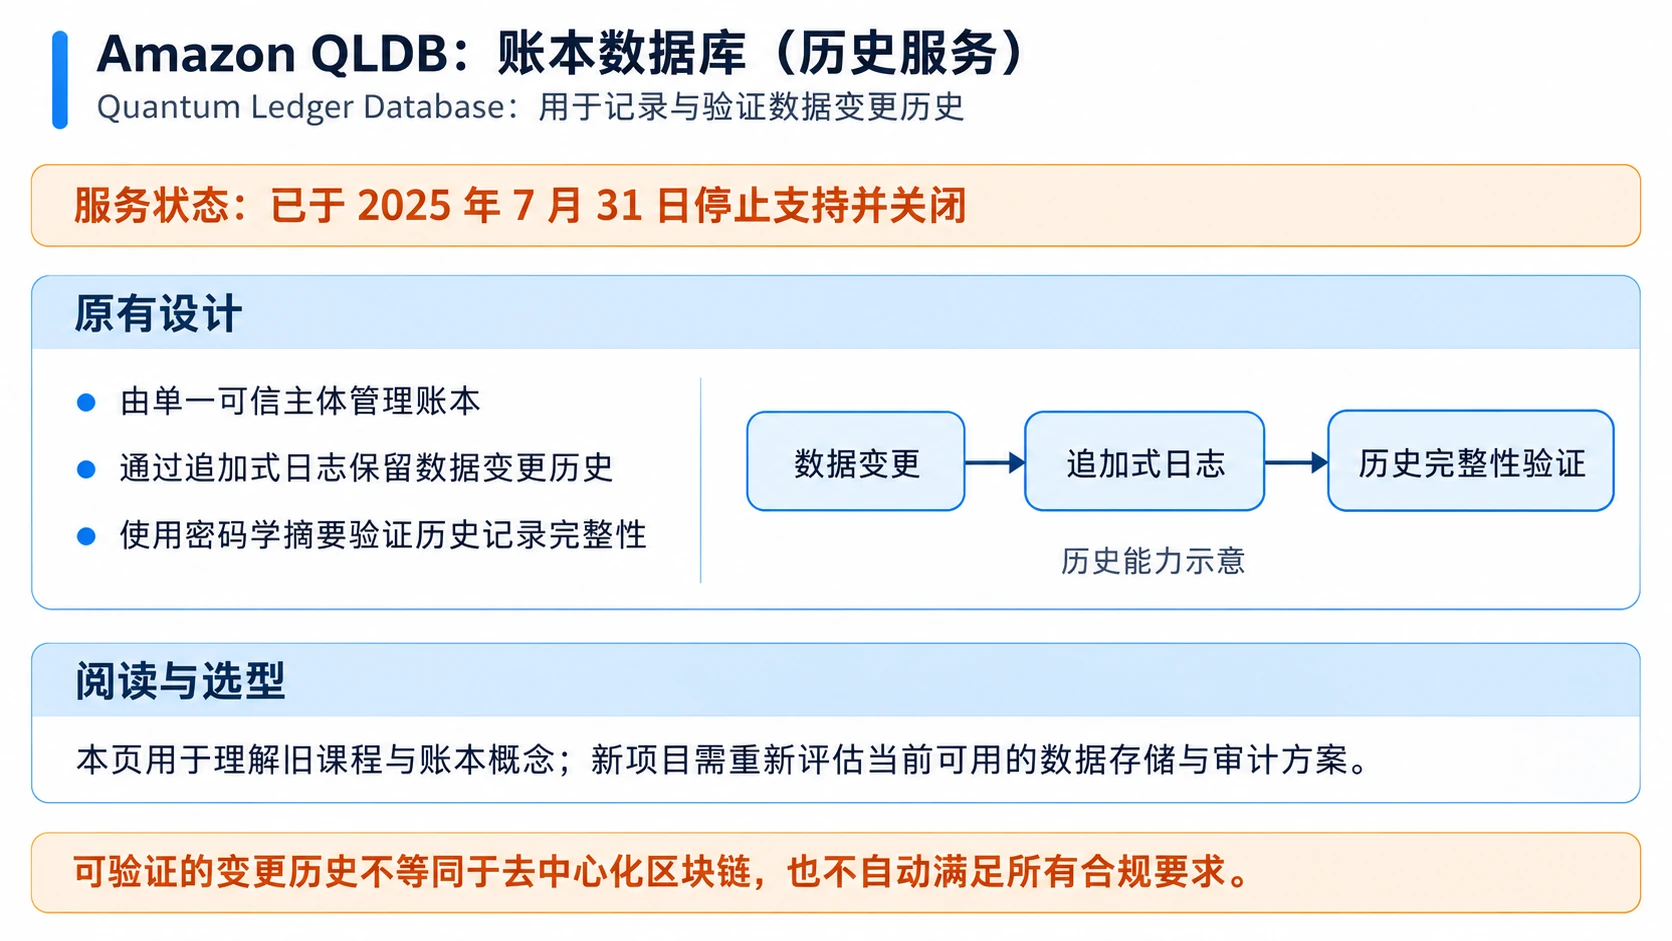 Amazon QLDB：账本数据库（历史服务）
Quantum Ledger Database：用于记录与验证数据变更历史
服务状态：已于 2025 年 7 月 31 日停止支持并关闭
原有设计
由单一可信主体管理账本
通过追加式日志保留数据变更历史
使用密码学摘要验证历史记录完整性
数据变更
追加式日志
历史完整性验证
历史能力示意
阅读与选型
本页用于理解旧课程与账本概念；新项目需重新评估当前可用的数据存储与审计方案。
可验证的变更历史不等同于去中心化区块链，也不自动满足所有合规要求。